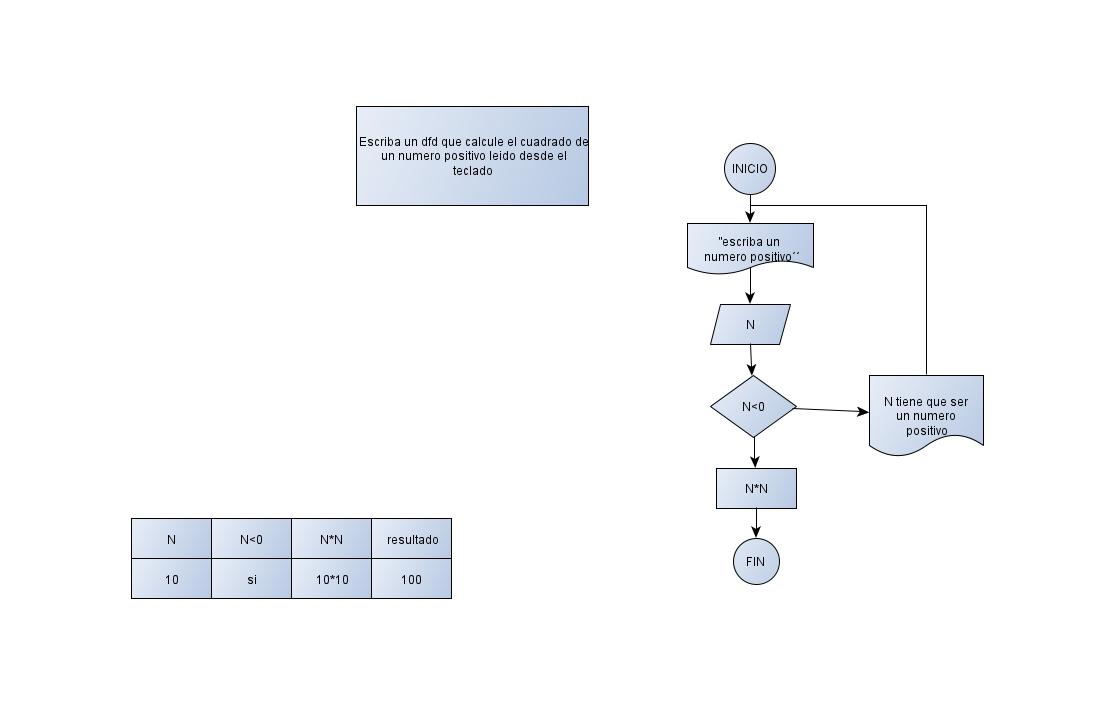 Escriba un dfd que calcule el cuadrado de
un numero positivo leido desde el
teclado
INICIO
"escriba un
numero positivo´´
N
N<0
N tiene que ser
un numero
positivo
N*N
FIN
N N<0 N*N resultado
10 si 10*10 100